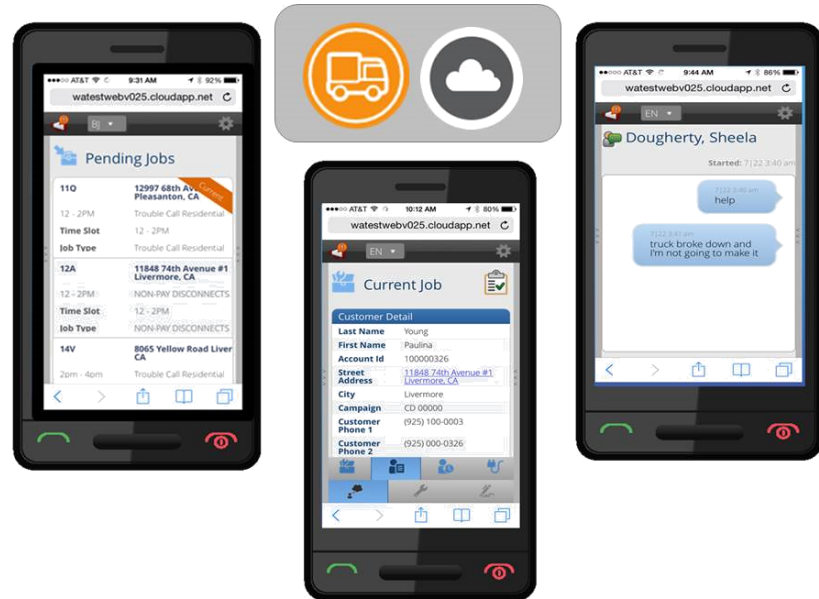 AT&T 9:31 AM 92%
watestwebv025.cloudapp.net
BJ
Pending Jobs
11Q 12997 68th Av
Pleasanton, CA
Current
12 - 2PM Trouble Call Residential
Time Slot 12 - 2PM
Job Type Trouble Call Residential
12A 11848 74th Avenue #1
Livermore, CA
12 - 2PM NON-PAY DISCONNECTS
Time Slot 12 - 2PM
Job Type NON-PAY DISCONNECTS
14V 8065 Yellow Road Liver
CA
2pm - 4pm Trouble Call Residential
AT&T 10:12 AM 80%
watestwebv025.cloudapp.net
EN
Current Job
Customer Detail
Last Name Young
First Name Paulina
Account Id 100000326
Street Address 11848 74th Avenue #1
Livermore, CA
City Livermore
Campaign CD 00000
Customer Phone 1 (925) 100-0003
Customer Phone 2 (925) 000-0326
AT&T 9:44 AM 86%
watestwebv025.cloudapp.net
EN
Dougherty, Sheela
Started: 7|22 3:40 am
7|22 3:40 am
help
7|22 3:41 am
truck broke down and
I'm not going to make it